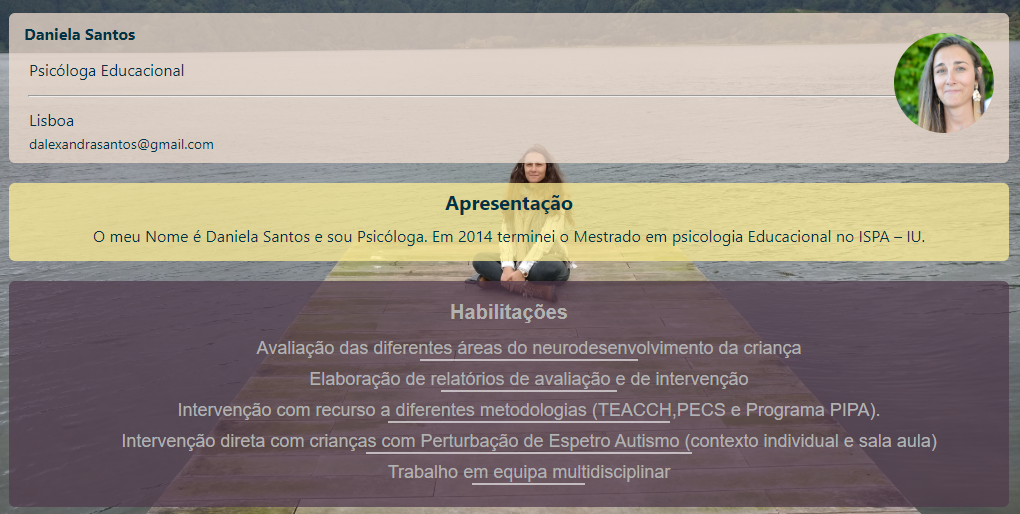 Daniela Santos
Psicóloga Educacional
Lisboa
dalexandrasantos@gmail.com
Apresentação
O meu Nome é Daniela Santos e sou Psicóloga. Em 2014 terminei o Mestrado em psicologia Educacional no ISPA – IU.
Habilitações
Avaliação das diferentes áreas do neurodesenvolvimento da criança
Elaboração de relatórios de avaliação e de intervenção
Intervenção com recurso a diferentes metodologias (TEACCH,PECS e Programa PIPA).
Intervenção direta com crianças com Perturbação de Espetro Autismo (contexto individual e sala aula)
Trabalho em equipa multidisciplinar